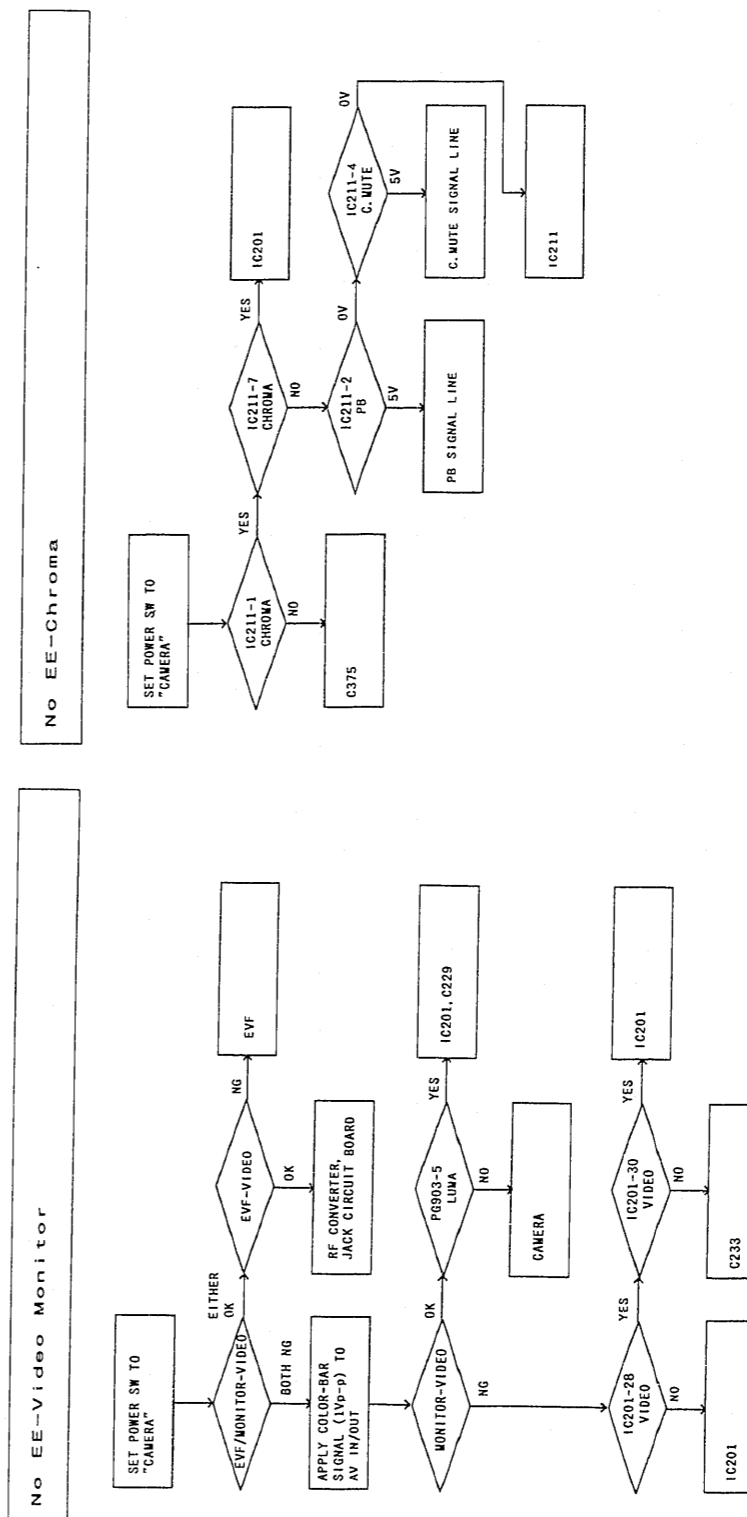 No EE-Video Monitor
SET POWER SW TO
"CAMERA"
EVF/MONITOR-VIDEO
EITHER
OK
EVF-VIDEO
NG
EVF
OK
RF CONVERTER,
JACK CIRCUIT BOARD
BOTH NG
APPLY COLOR-BAR
SIGNAL (1Vp-p) TO
AV IN/OUT
MONITOR-VIDEO
OK
PG903-5
LUMA
YES
IC201, C229
NO
CAMERA
NG
IC201-28
VIDEO
YES
IC201-30
VIDEO
YES
IC201
NO
C233
NO
IC201
No EE-Chroma
SET POWER SW TO
"CAMERA"
IC211-1
CHROMA
YES
IC211-7
CHROMA
YES
IC201
NO
C375
NO
IC211-2
PB
0V
IC211-4
C. MUTE
0V
5V
PB SIGNAL LINE
5V
C. MUTE SIGNAL LINE
IC211